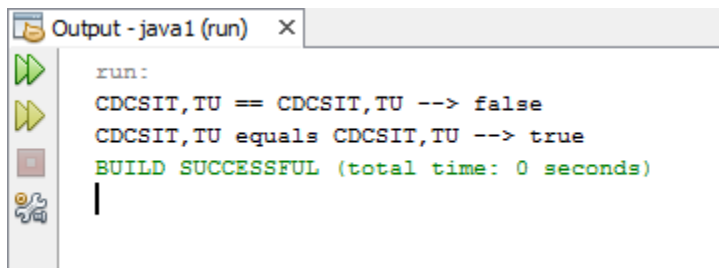 Output - java1 (run)
run:
CDCSIT,TU == CDCSIT,TU --> false
CDCSIT,TU equals CDCSIT,TU --> true
BUILD SUCCESSFUL (total time: 0 seconds)